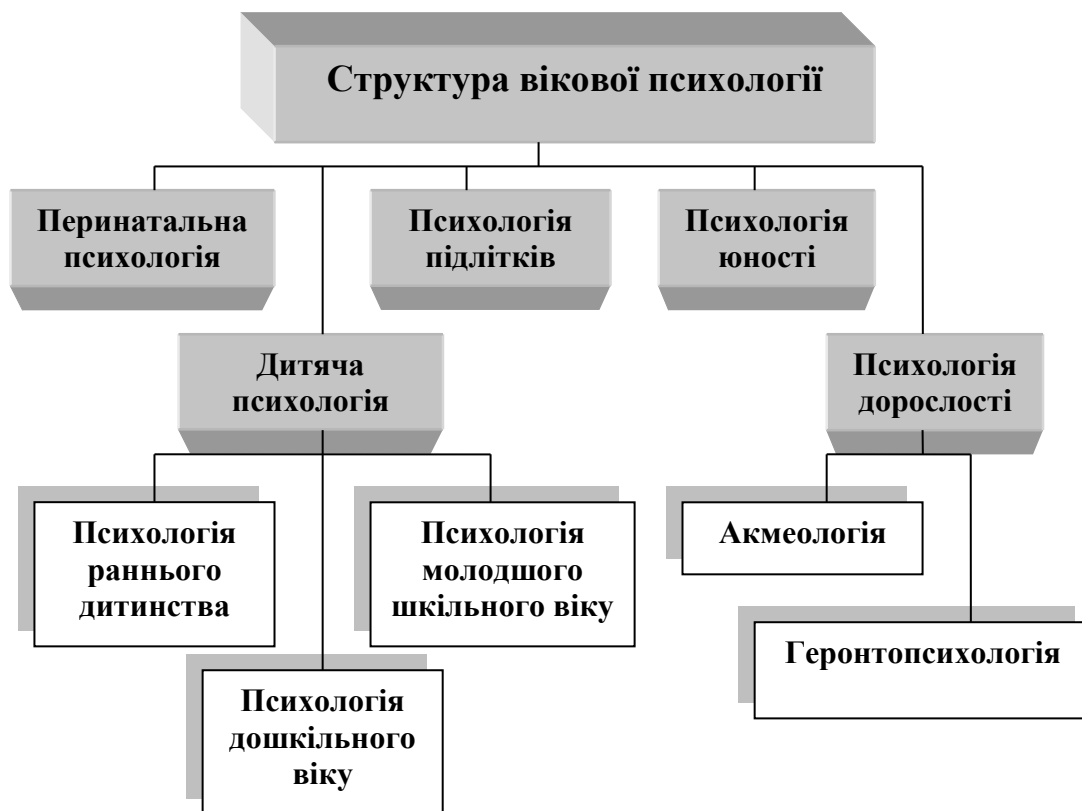 Структура вікової психології
Перинатальна
психологія
Психологія
підлітків
Психологія
юності
Дитяча
психологія
Психологія
дорослості
Психологія
раннього
дитинства
Психологія
молодшого
шкільного віку
Акмеологія
Геронтопсихологія
Психологія
дошкільного
віку